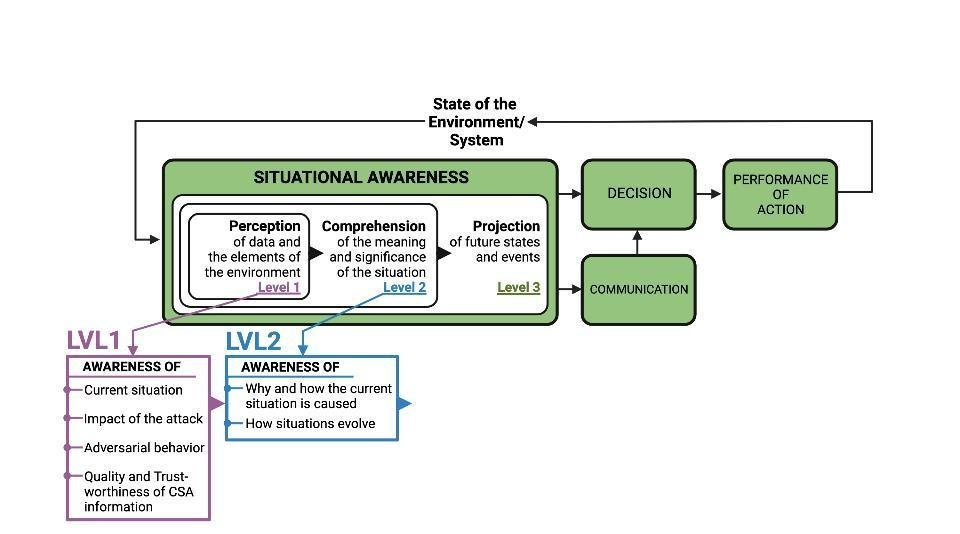 State of the
Environment/
System
SITUATIONAL AWARENESS
Perception
of data and
the elements of
the environment
Level 1
Comprehension
of the meaning
and significance
of the situation
Level 2
Projection
of future states
and events
Level 3
DECISION
PERFORMANCE
OF
ACTION
COMMUNICATION
LVL1
AWARENESS OF
Current situation
Impact of the attack
Adversarial behavior
Quality and Trust-
worthiness of CSA
information
LVL2
AWARENESS OF
Why and how the current
situation is caused
How situations evolve